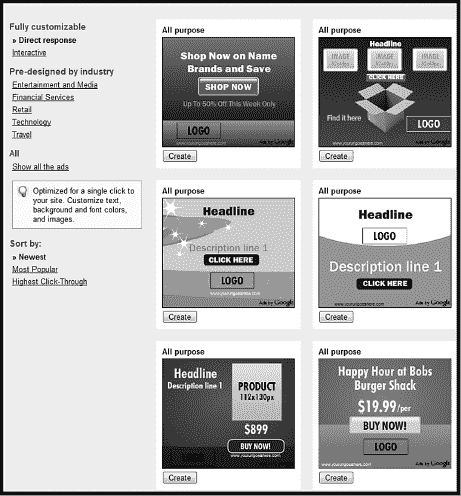 Fully customizable
» Direct response
Interactive
Pre-designed by industry
Entertainment and Media
Financial Services
Retail
Technology
Travel
All
Show all the ads
Optimized for a single click to
your site. Customize text,
background and font colors,
and images.
Sort by:
» Newest
Most Popular
Highest Click-Through
All purpose
Shop Now on Name
Brands and Save
SHOP NOW
Up To 50% Off This Week Only
LOGO
Ads by Google
Create
All purpose
Headline
IMAGE
IMAGE
IMAGE
CLICK HERE
Find it here
LOGO
Ads by Google
Create
All purpose
Headline
Description line 1
CLICK HERE
LOGO
Ads by Google
Create
All purpose
Headline
LOGO
Description line 1
CLICK HERE
Ads by Google
Create
All purpose
Headline
Description line 1
PRODUCT
112x130px
$899
BUY NOW!
Create
All purpose
Happy Hour at Bobs
Burger Shack
$19.99/per
BUY NOW!
LOGO
Create